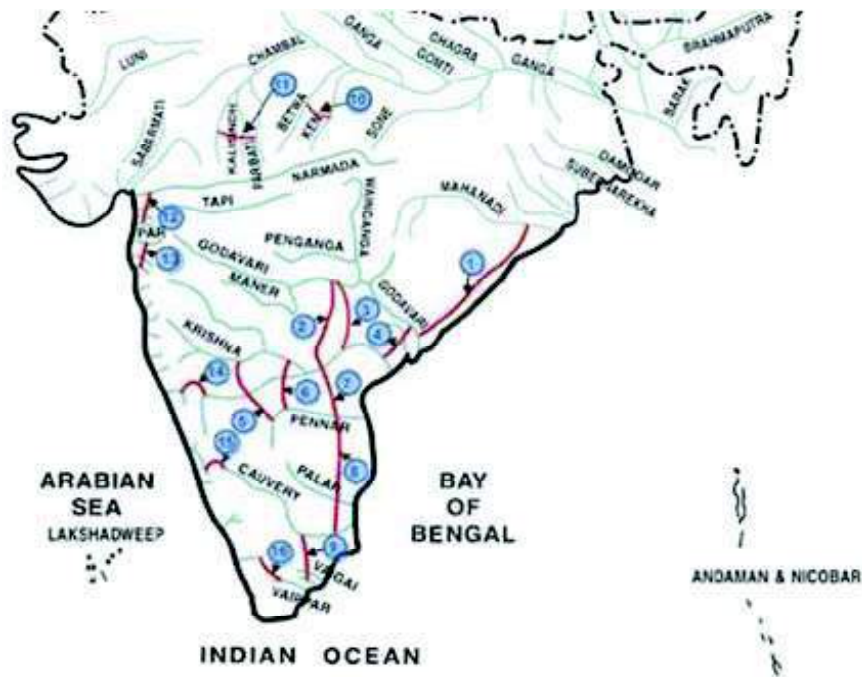 LUNI
CHAMBAL
GANGA
GHAGRA
GOMTI
GANGA
BRAHMAPUTRA
BARAK
11
10
SABARMATI
KALISINDH
PARBATI
BETWA
KEN
SONE
DAMODAR
SUBERNAREKHA
NARMADA
MAHANADI
TAPI
WAINGANGA
12
PAR
GODAVARI
PENGANGA
13
MANER
GODAVARI
1
2
3
4
KRISHNA
14
6
7
5
PENNAR
15
CAUVERY
PALAR
8
ARABIAN
SEA
LAKSHADWEEP
BAY
OF
BENGAL
16
9
VAIGAI
VAIPPAR
ANDAMAN & NICOBAR
INDIAN OCEAN